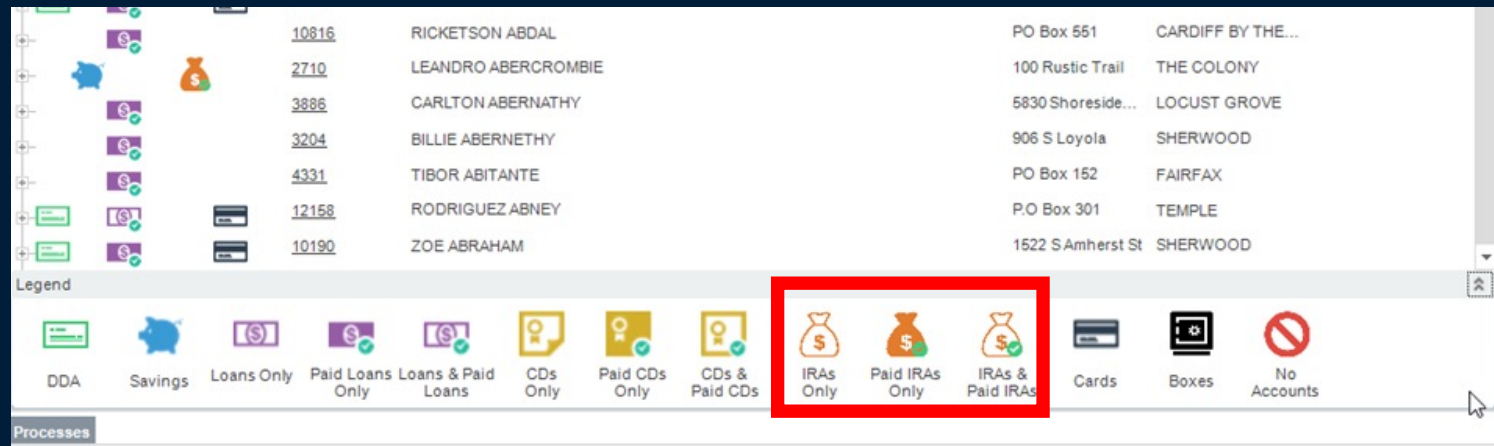 10816 RICKETSON ABDAL PO Box 551 CARDIFF BY THE...
2710 LEANDRO ABERCROMBIE 100 Rustic Trail THE COLONY
3886 CARLTON ABERNATHY 5830 Shoreside... LOCUST GROVE
3204 BILLIE ABERNETHY 906 S Loyola SHERWOOD
4331 TIBOR ABITANTE PO Box 152 FAIRFAX
12158 RODRIGUEZ ABNEY P.O Box 301 TEMPLE
10190 ZOE ABRAHAM 1522 S Amherst St SHERWOOD
Legend
DDA
Savings
Loans Only
Paid Loans
Only
Loans & Paid
Loans
CDs
Only
Paid CDs
Only
CDs &
Paid CDs
IRAs
Only
Paid IRAs
Only
IRAs &
Paid IRAs
Cards
Boxes
No
Accounts
Processes